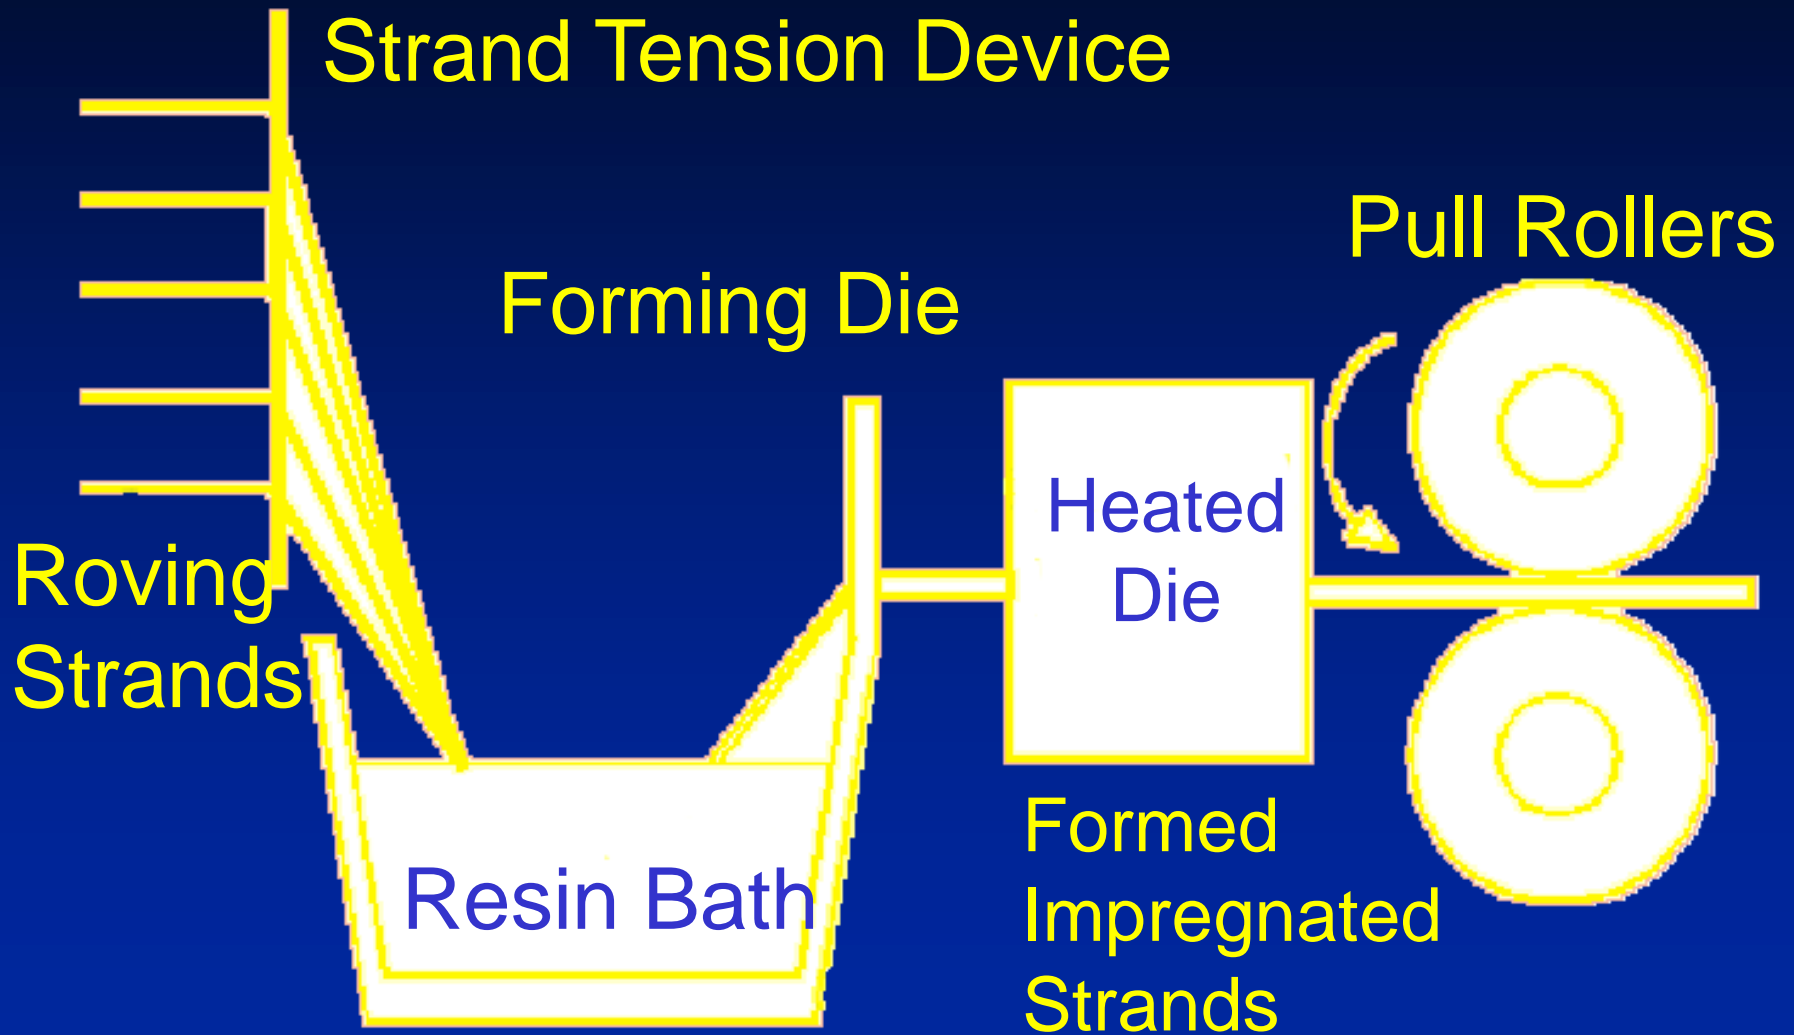 Strand Tension Device
Pull Rollers
Forming Die
Heated
Die
Roving
Strands
Resin Bath
Formed
Impregnated
Strands